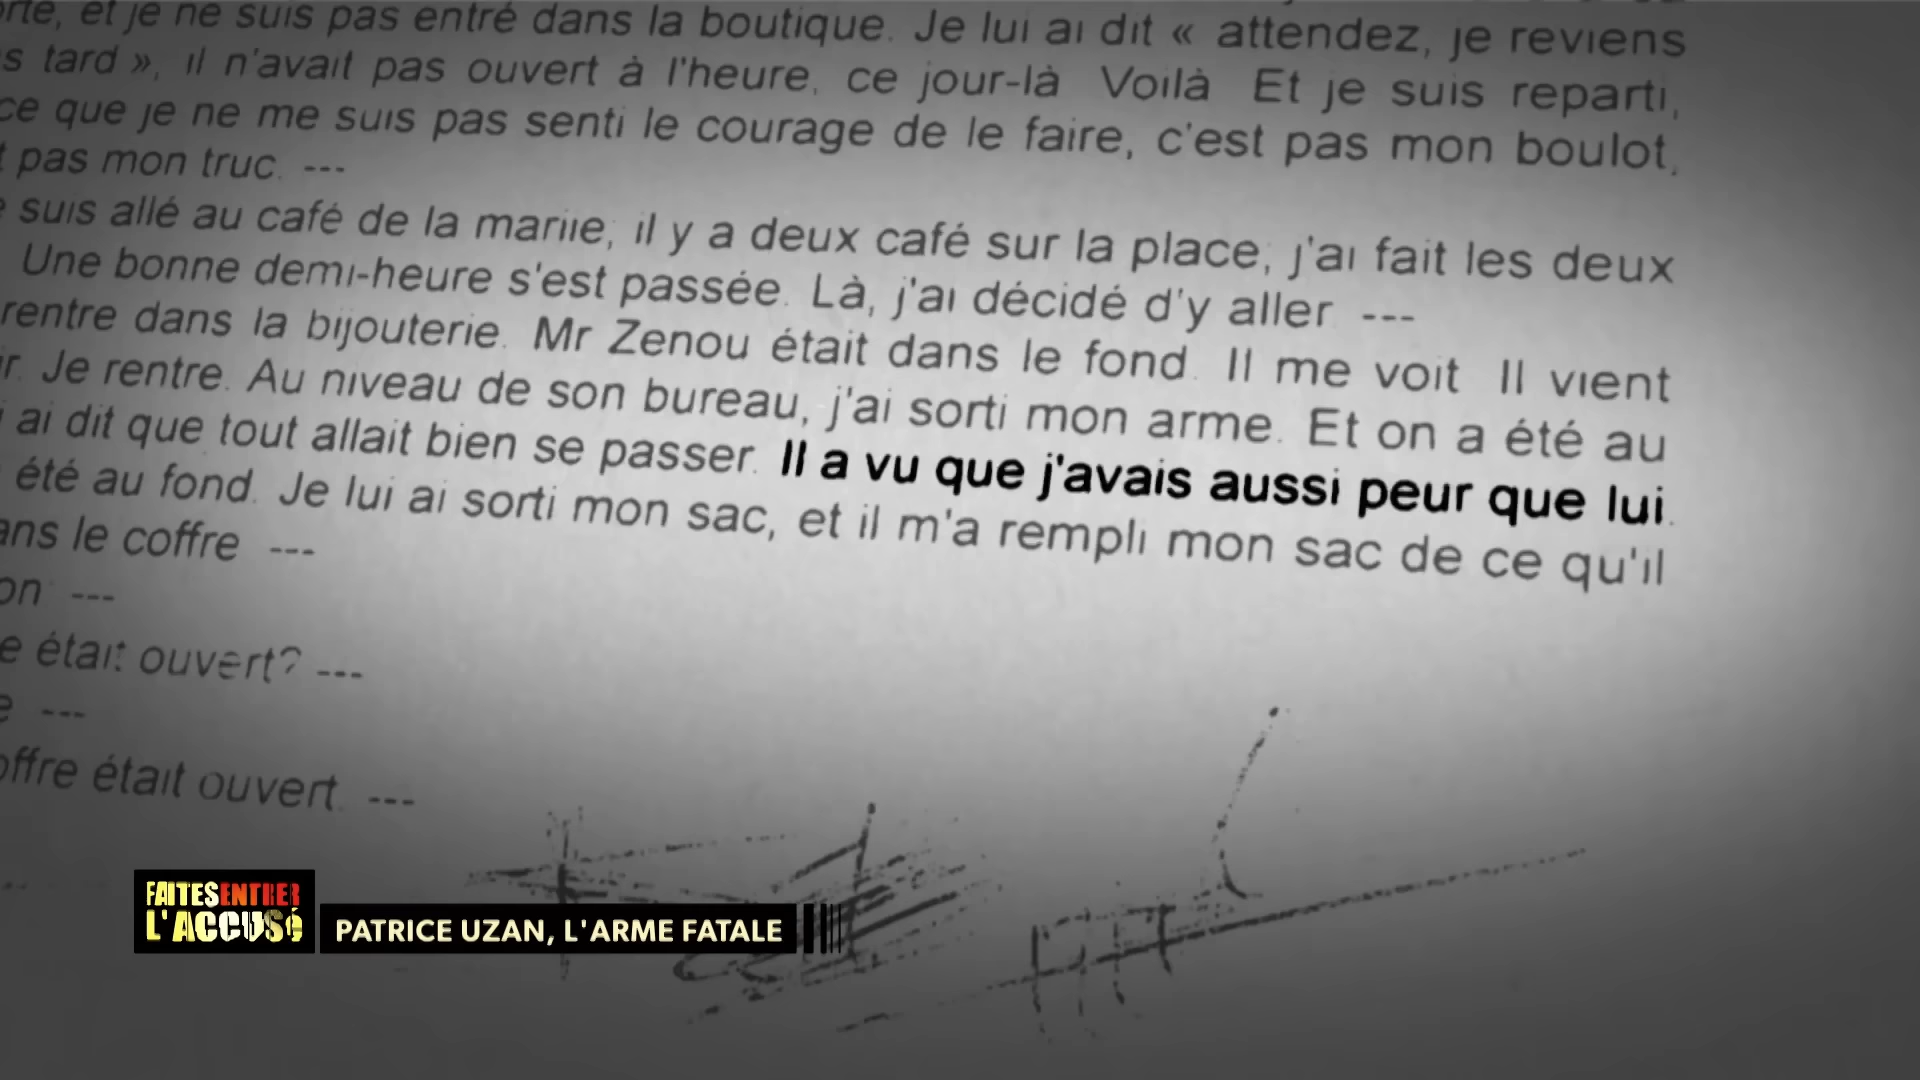 et je ne suis pas entré dans la boutique. Je lui ai dit « attendez, je reviens
s tard », il n'avait pas ouvert à l'heure, ce jour-là Voilà Et je suis reparti,
ce que je ne me suis pas senti le courage de le faire, c'est pas mon boulot,
t pas mon truc. ---
suis allé au café de la mariie, il y a deux café sur la place, j'ai fait les deux
Une bonne demi-heure s'est passée. Là, j'ai décidé d'y aller ---
rentre dans la bijouterie. Mr Zenou était dans le fond. Il me voit Il vient
r. Je rentre. Au niveau de son bureau, j'ai sorti mon arme. Et on a été au
i ai dit que tout allait bien se passer. Il a vu que j'avais aussi peur que lui.
été au fond. Je lui ai sorti mon sac, et il m'a rempli mon sac de ce qu'il
ans le coffre ---
on ---
e était ouvert? ---
e ---
offre était ouvert. ---
FAITES ENTRER
L'ACCUSé
PATRICE UZAN, L'ARME FATALE